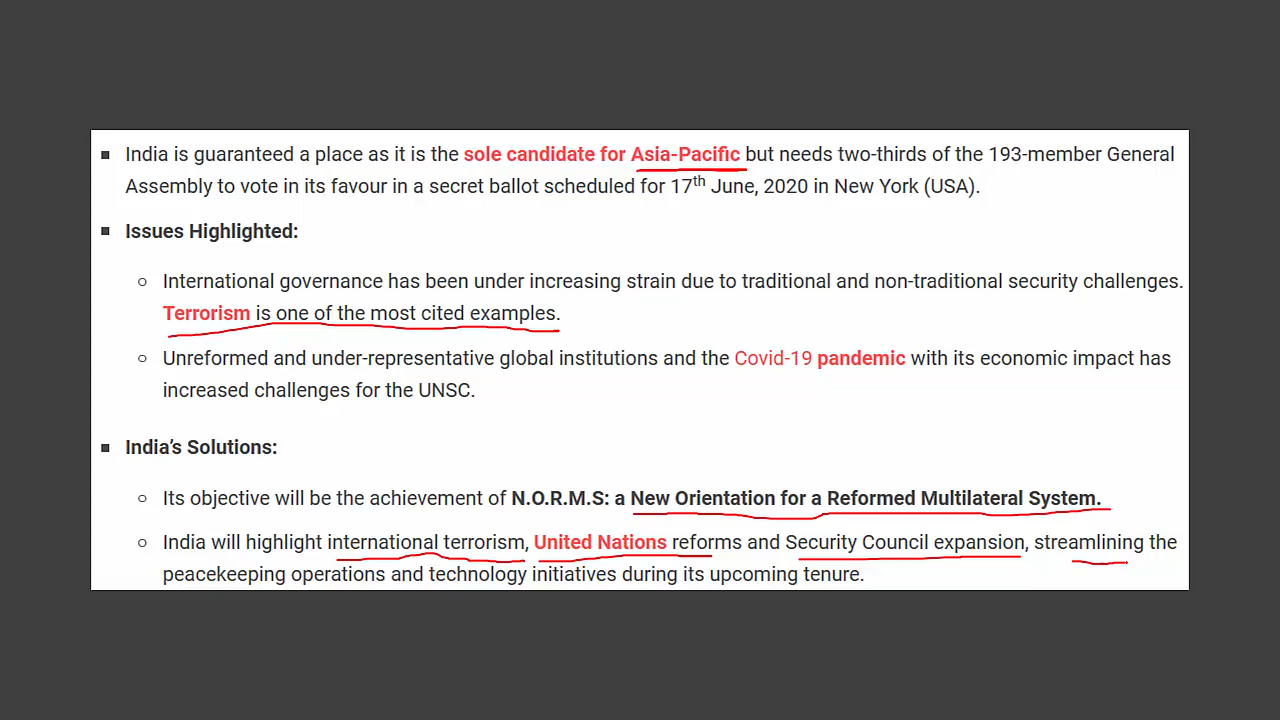 India is guaranteed a place as it is the sole candidate for Asia-Pacific but needs two-thirds of the 193-member General
Assembly to vote in its favour in a secret ballot scheduled for 17th June, 2020 in New York (USA).
Issues Highlighted:
International governance has been under increasing strain due to traditional and non-traditional security challenges.
Terrorism is one of the most cited examples.
Unreformed and under-representative global institutions and the Covid-19 pandemic with its economic impact has
increased challenges for the UNSC.
India's Solutions:
Its objective will be the achievement of N.O.R.M.S: a New Orientation for a Reformed Multilateral System.
India will highlight international terrorism, United Nations reforms and Security Council expansion, streamlining the
peacekeeping operations and technology initiatives during its upcoming tenure.